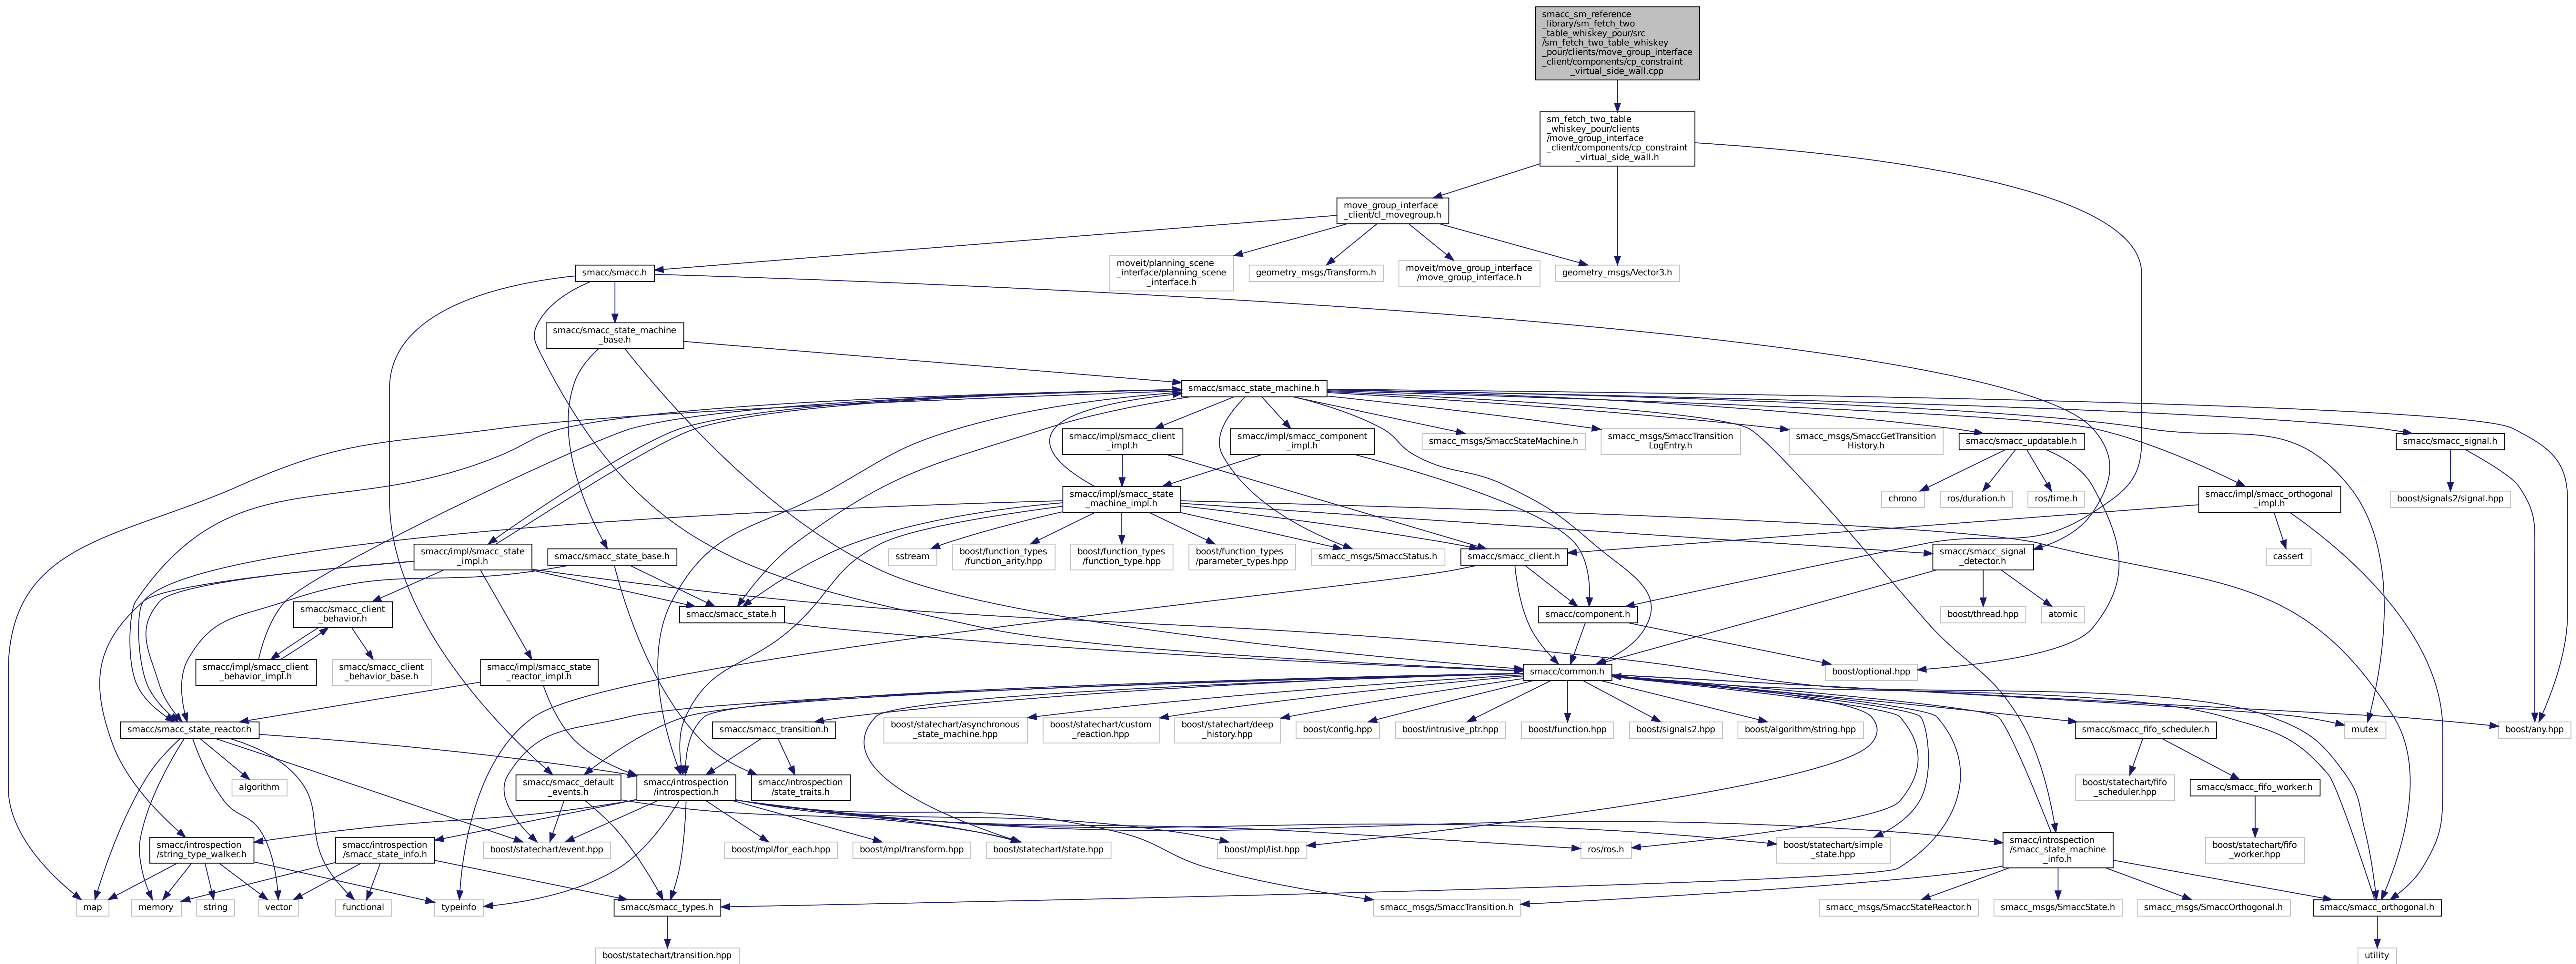 smacc_sm_reference
_library/sm_fetch_two
_table_whiskey_pour/src
/sm_fetch_two_table_whiskey
_pour/clients/move_group_interface
_client/components/cp_constraint
_virtual_side_wall.cpp
sm_fetch_two_table
_whiskey_pour/clients
/move_group_interface
_client/components/cp_constraint
_virtual_side_wall.h
move_group_interface
_client/cl_movegroup.h
smacc/smacc.h
moveit/planning_scene
_interface/planning_scene
_interface.h
geometry_msgs/Transform.h
moveit/move_group_interface
/move_group_interface.h
geometry_msgs/Vector3.h
smacc/smacc_state_machine
_base.h
smacc/smacc_state_machine.h
smacc/impl/smacc_client
_impl.h
smacc/impl/smacc_component
_impl.h
smacc_msgs/SmaccStateMachine.h
smacc_msgs/SmaccTransition
LogEntry.h
smacc_msgs/SmaccGetTransition
History.h
smacc/smacc_updatable.h
smacc/smacc_signal.h
smacc/impl/smacc_state
_machine_impl.h
chrono
ros/duration.h
ros/time.h
smacc/impl/smacc_orthogonal
_impl.h
boost/signals2/signal.hpp
smacc/impl/smacc_state
_impl.h
smacc/smacc_state_base.h
sstream
boost/function_types
/function_arity.hpp
boost/function_types
/function_type.hpp
boost/function_types
/parameter_types.hpp
smacc_msgs/SmaccStatus.h
smacc/smacc_client.h
smacc/smacc_signal
_detector.h
cassert
smacc/smacc_client
_behavior.h
smacc/smacc_state.h
smacc/component.h
boost/thread.hpp
atomic
smacc/impl/smacc_client
_behavior_impl.h
smacc/smacc_client
_behavior_base.h
smacc/impl/smacc_state
_reactor_impl.h
smacc/common.h
boost/optional.hpp
smacc/smacc_state_reactor.h
smacc/smacc_transition.h
boost/statechart/asynchronous
_state_machine.hpp
boost/statechart/custom
_reaction.hpp
boost/statechart/deep
_history.hpp
boost/config.hpp
boost/intrusive_ptr.hpp
boost/function.hpp
boost/signals2.hpp
boost/algorithm/string.hpp
smacc/smacc_fifo_scheduler.h
mutex
boost/any.hpp
algorithm
smacc/smacc_default
_events.h
smacc/introspection
/introspection.h
smacc/introspection
/state_traits.h
boost/statechart/fifo
_scheduler.hpp
smacc/smacc_fifo_worker.h
smacc/introspection
/string_type_walker.h
smacc/introspection
/smacc_state_info.h
boost/statechart/event.hpp
boost/mpl/for_each.hpp
boost/mpl/transform.hpp
boost/statechart/state.hpp
boost/mpl/list.hpp
ros/ros.h
boost/statechart/simple
_state.hpp
smacc/introspection
/smacc_state_machine
_info.h
boost/statechart/fifo
_worker.hpp
map
memory
string
vector
functional
typeinfo
smacc/smacc_types.h
smacc_msgs/SmaccTransition.h
smacc_msgs/SmaccStateReactor.h
smacc_msgs/SmaccState.h
smacc_msgs/SmaccOrthogonal.h
smacc/smacc_orthogonal.h
boost/statechart/transition.hpp
utility